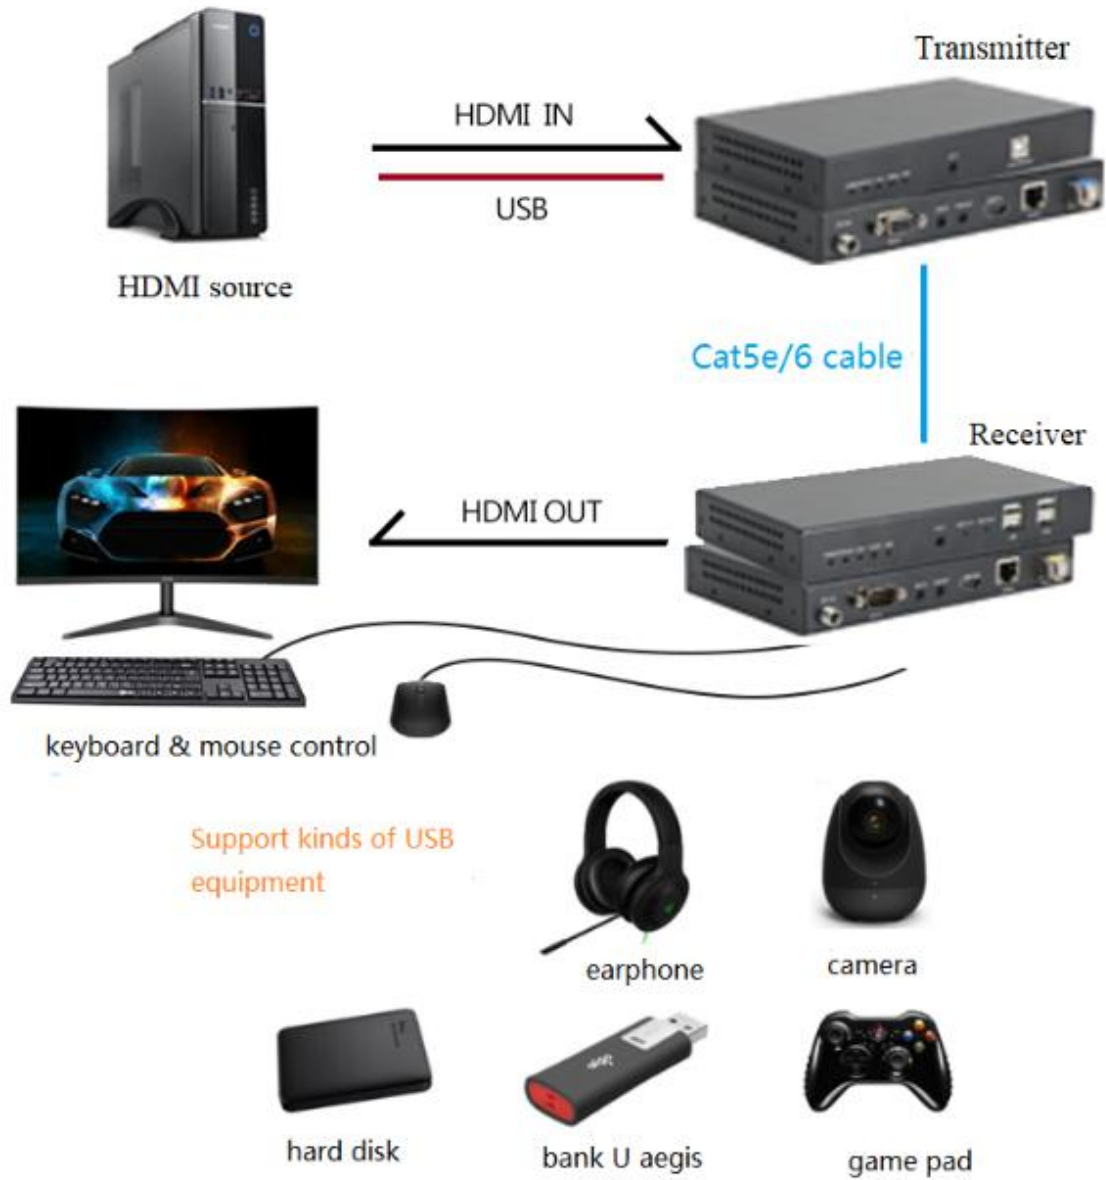 Transmitter
HDMI IN
USB
HDMI source
Cat5e/6 cable
Receiver
HDMI OUT
keyboard & mouse control
Support kinds of USB
equipment
earphone
camera
hard disk
bank U aegis
game pad